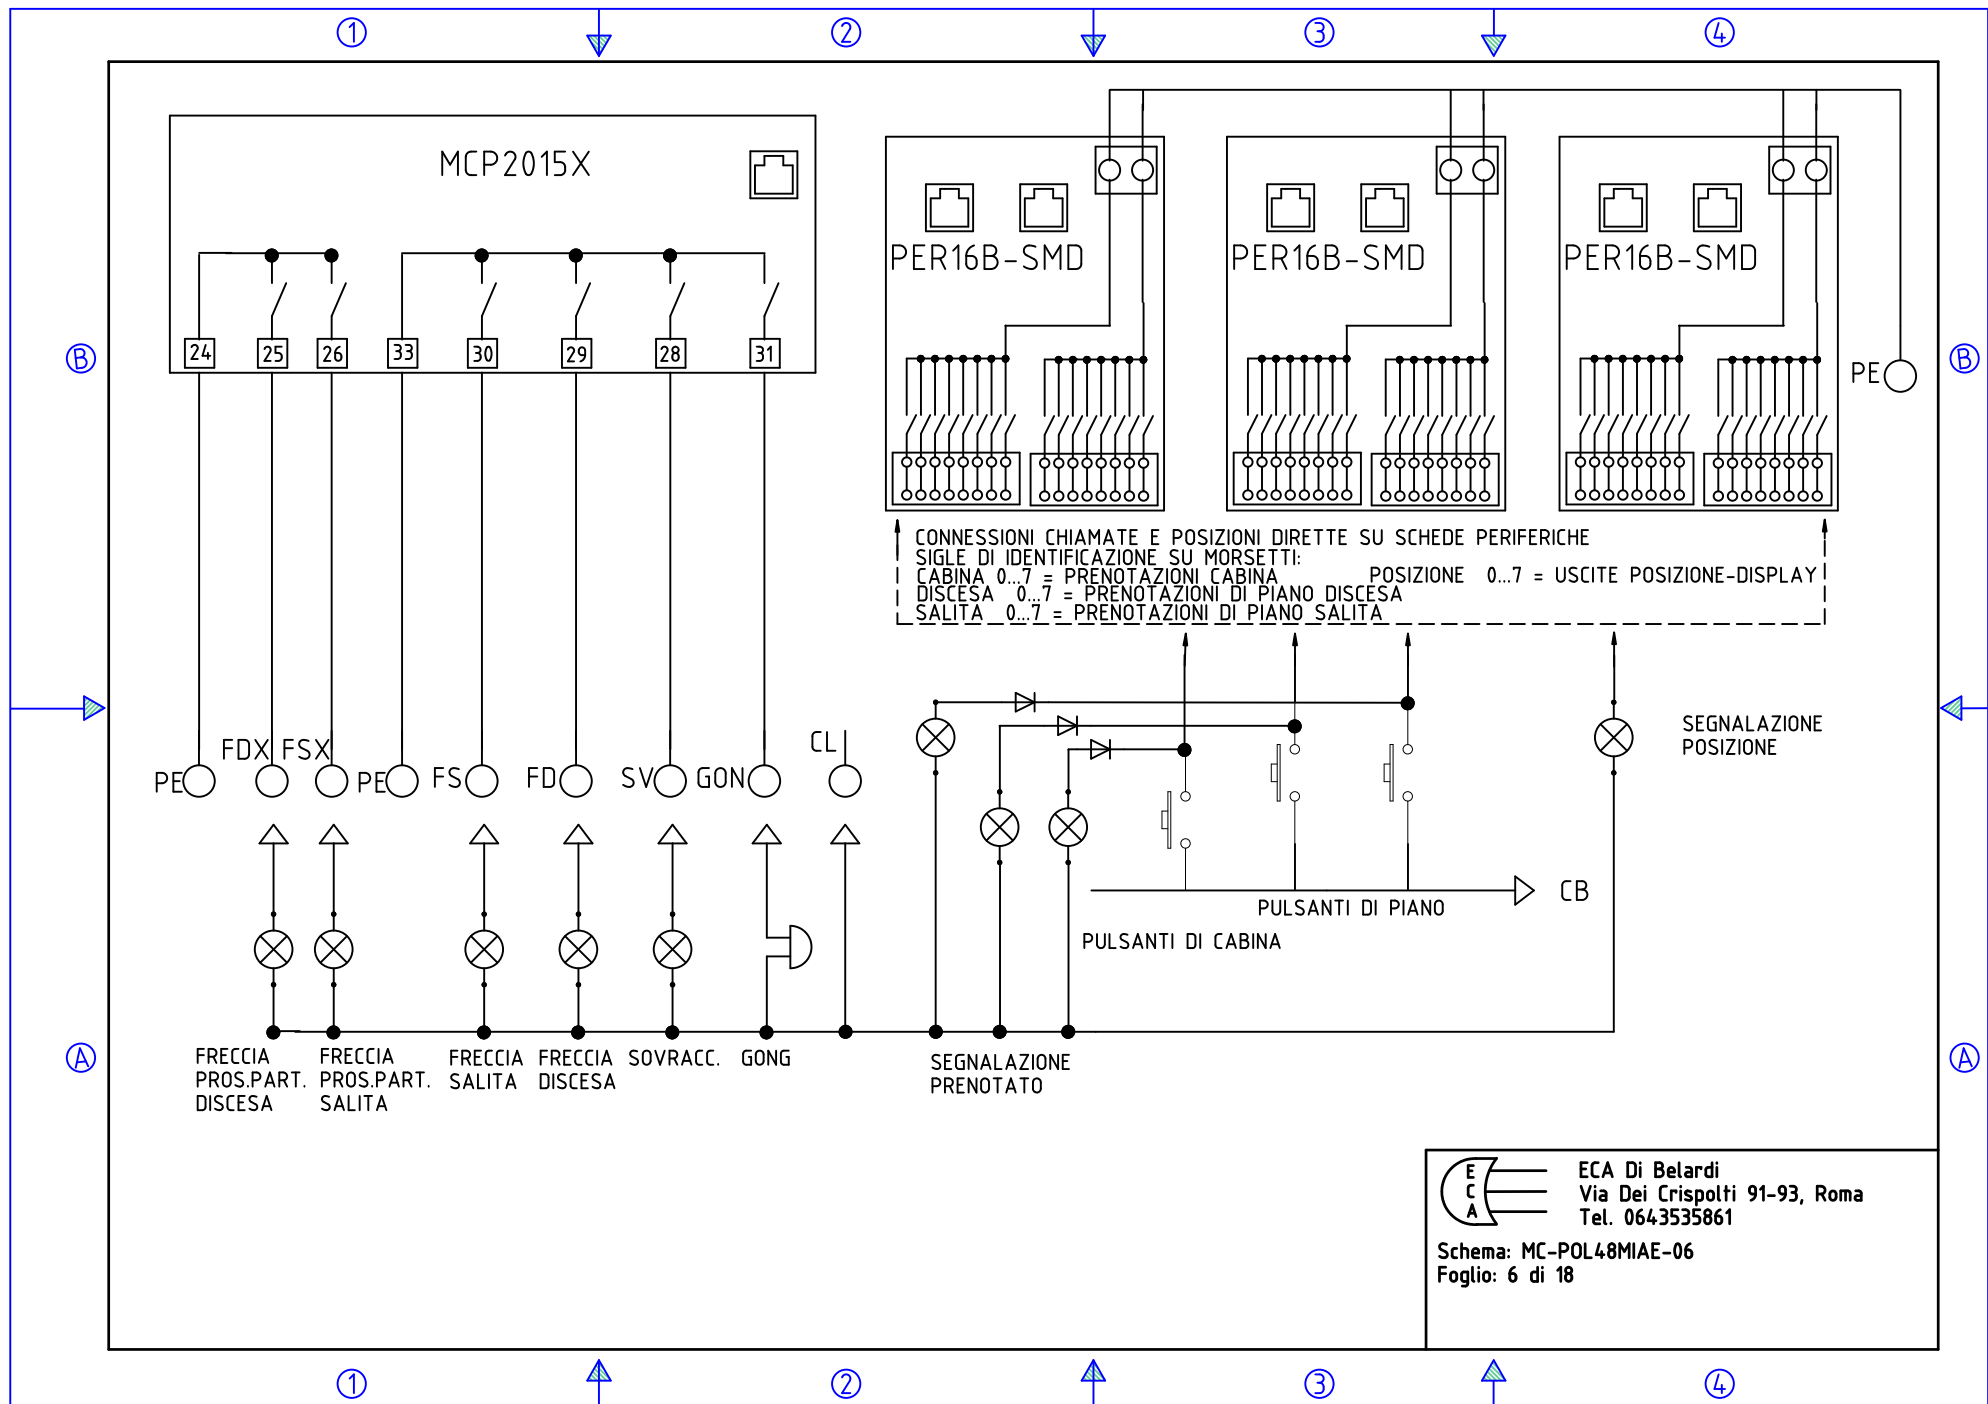 1 2 3 4
MCP2015X
PER16B-SMD PER16B-SMD PER16B-SMD
24 25 26 33 30 29 28 31
B B
PE
CONNESSIONI CHIAMATE E POSIZIONI DIRETTE SU SCHEDE PERIFERICHE
SIGLE DI IDENTIFICAZIONE SU MORSETTI:
CABINA 0...7 = PRENOTAZIONI CABINA POSIZIONE 0...7 = USCITE POSIZIONE-DISPLAY
DISCESA 0...7 = PRENOTAZIONI DI PIANO DISCESA
SALITA 0...7 = PRENOTAZIONI DI PIANO SALITA
SEGNALAZIONE
POSIZIONE
PE FDX FSX PE FS FD SV GON CL
CB
PULSANTI DI PIANO
PULSANTI DI CABINA
A A
FRECCIA
PROS.PART.
DISCESA
FRECCIA
PROS.PART.
SALITA
FRECCIA
SALITA
FRECCIA
DISCESA
SOVRACC.
GONG
SEGNALAZIONE
PRENOTATO
E
C
A
ECA Di Belardi
Via Dei Crispolti 91-93, Roma
Tel. 0643535861
Schema: MC-POL48MIAE-06
Foglio: 6 di 18
1 2 3 4